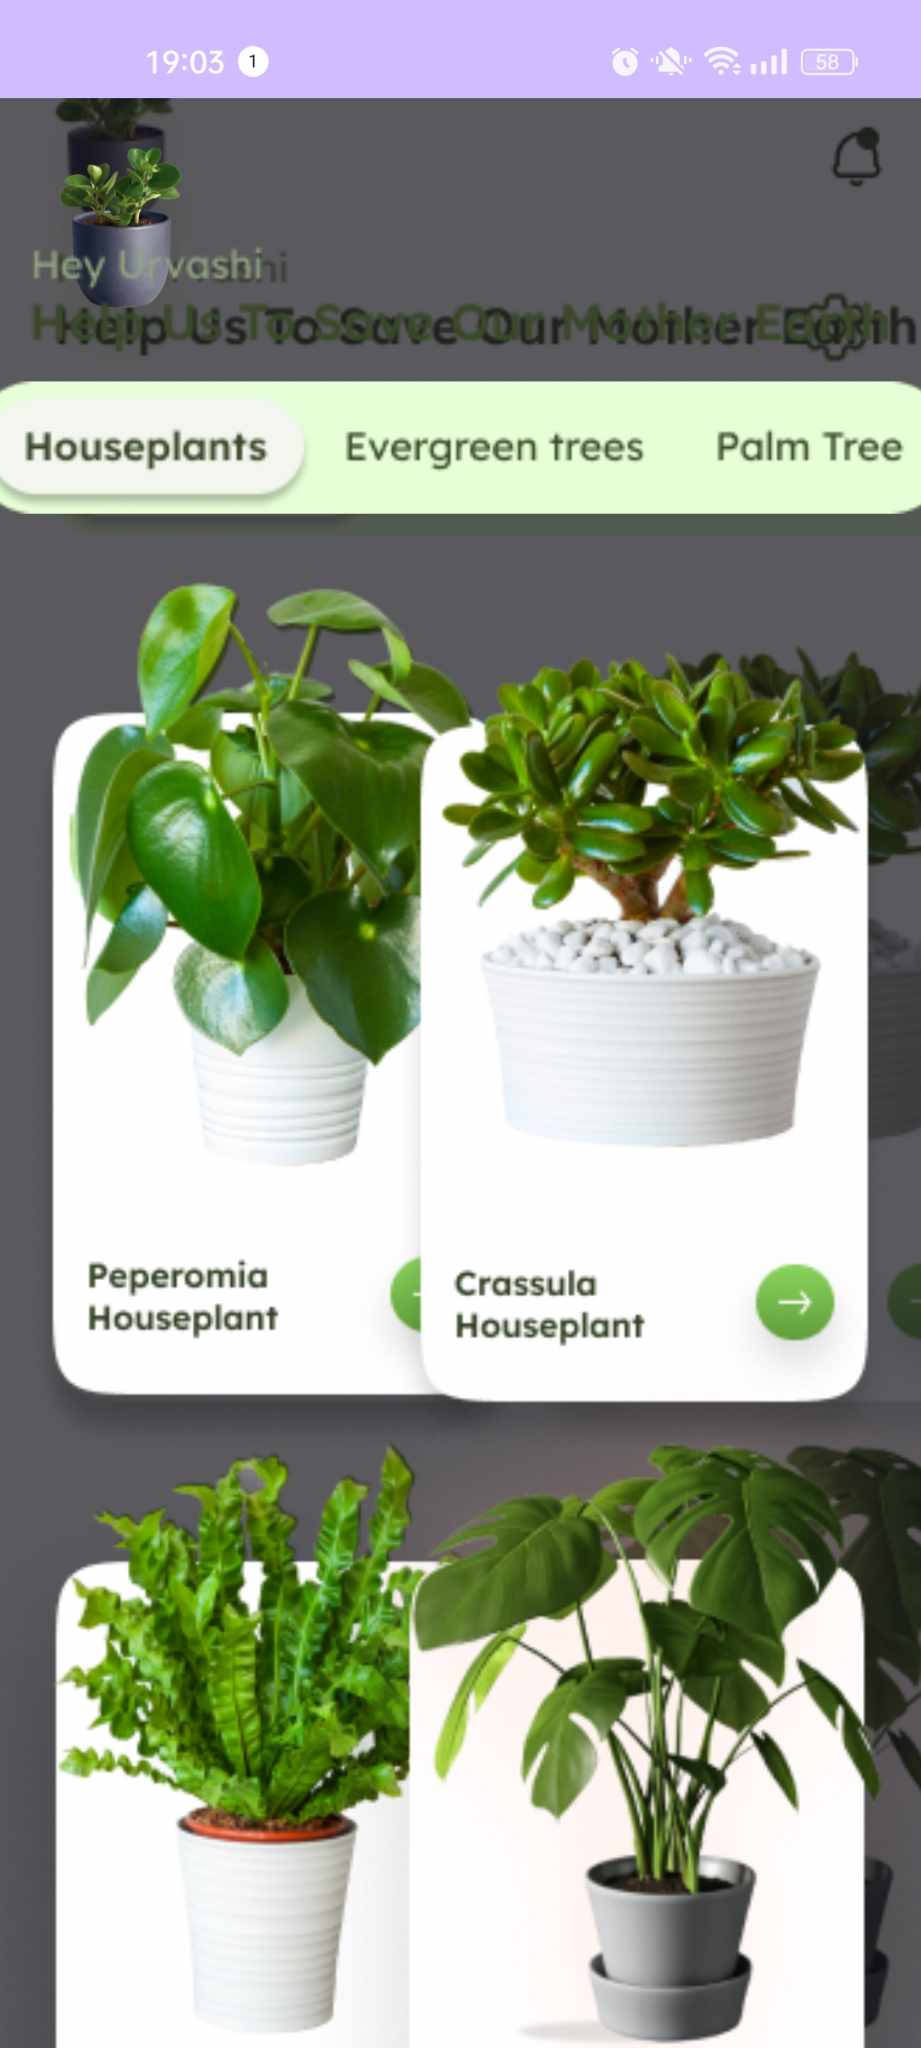 19:03 1 58
Hey Urvashi
Help Us To Save Our Mother Earth
Houseplants Evergreen trees Palm Tree
Peperomia
Houseplant
Crassula
Houseplant